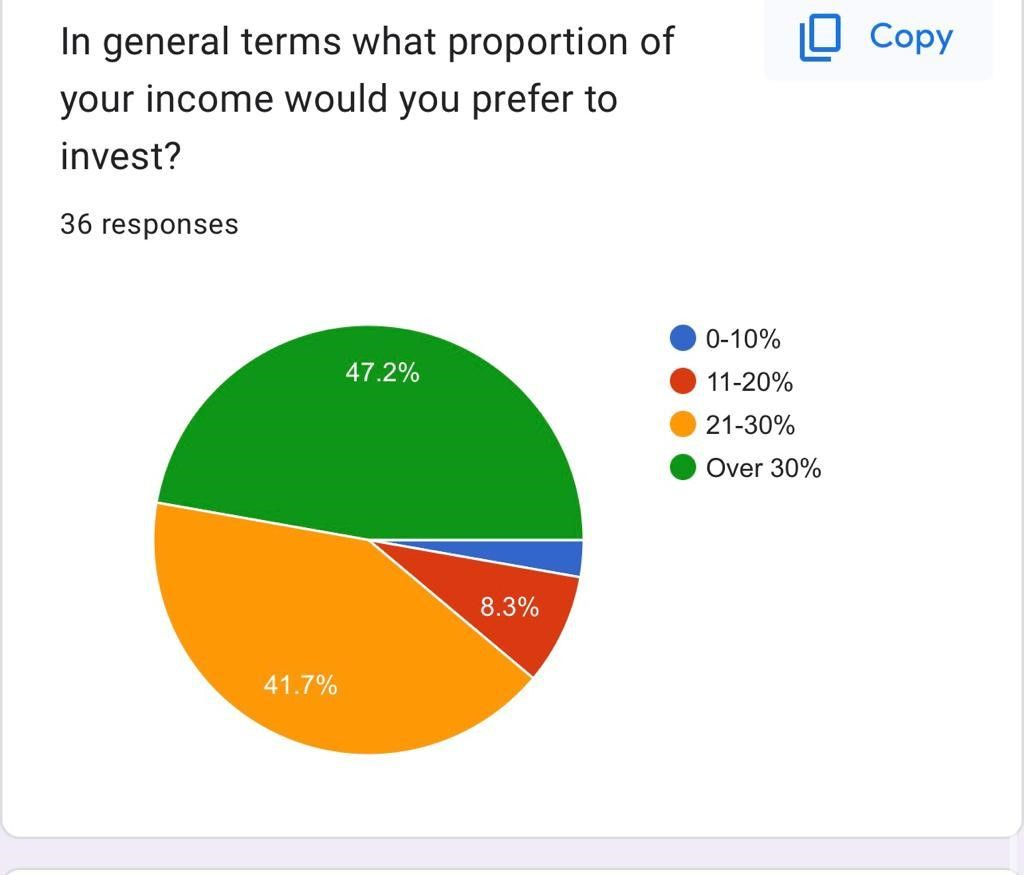 In general terms what proportion of
your income would you prefer to
invest?
Copy
36 responses
47.2%
8.3%
41.7%
0-10%
11-20%
21-30%
Over 30%